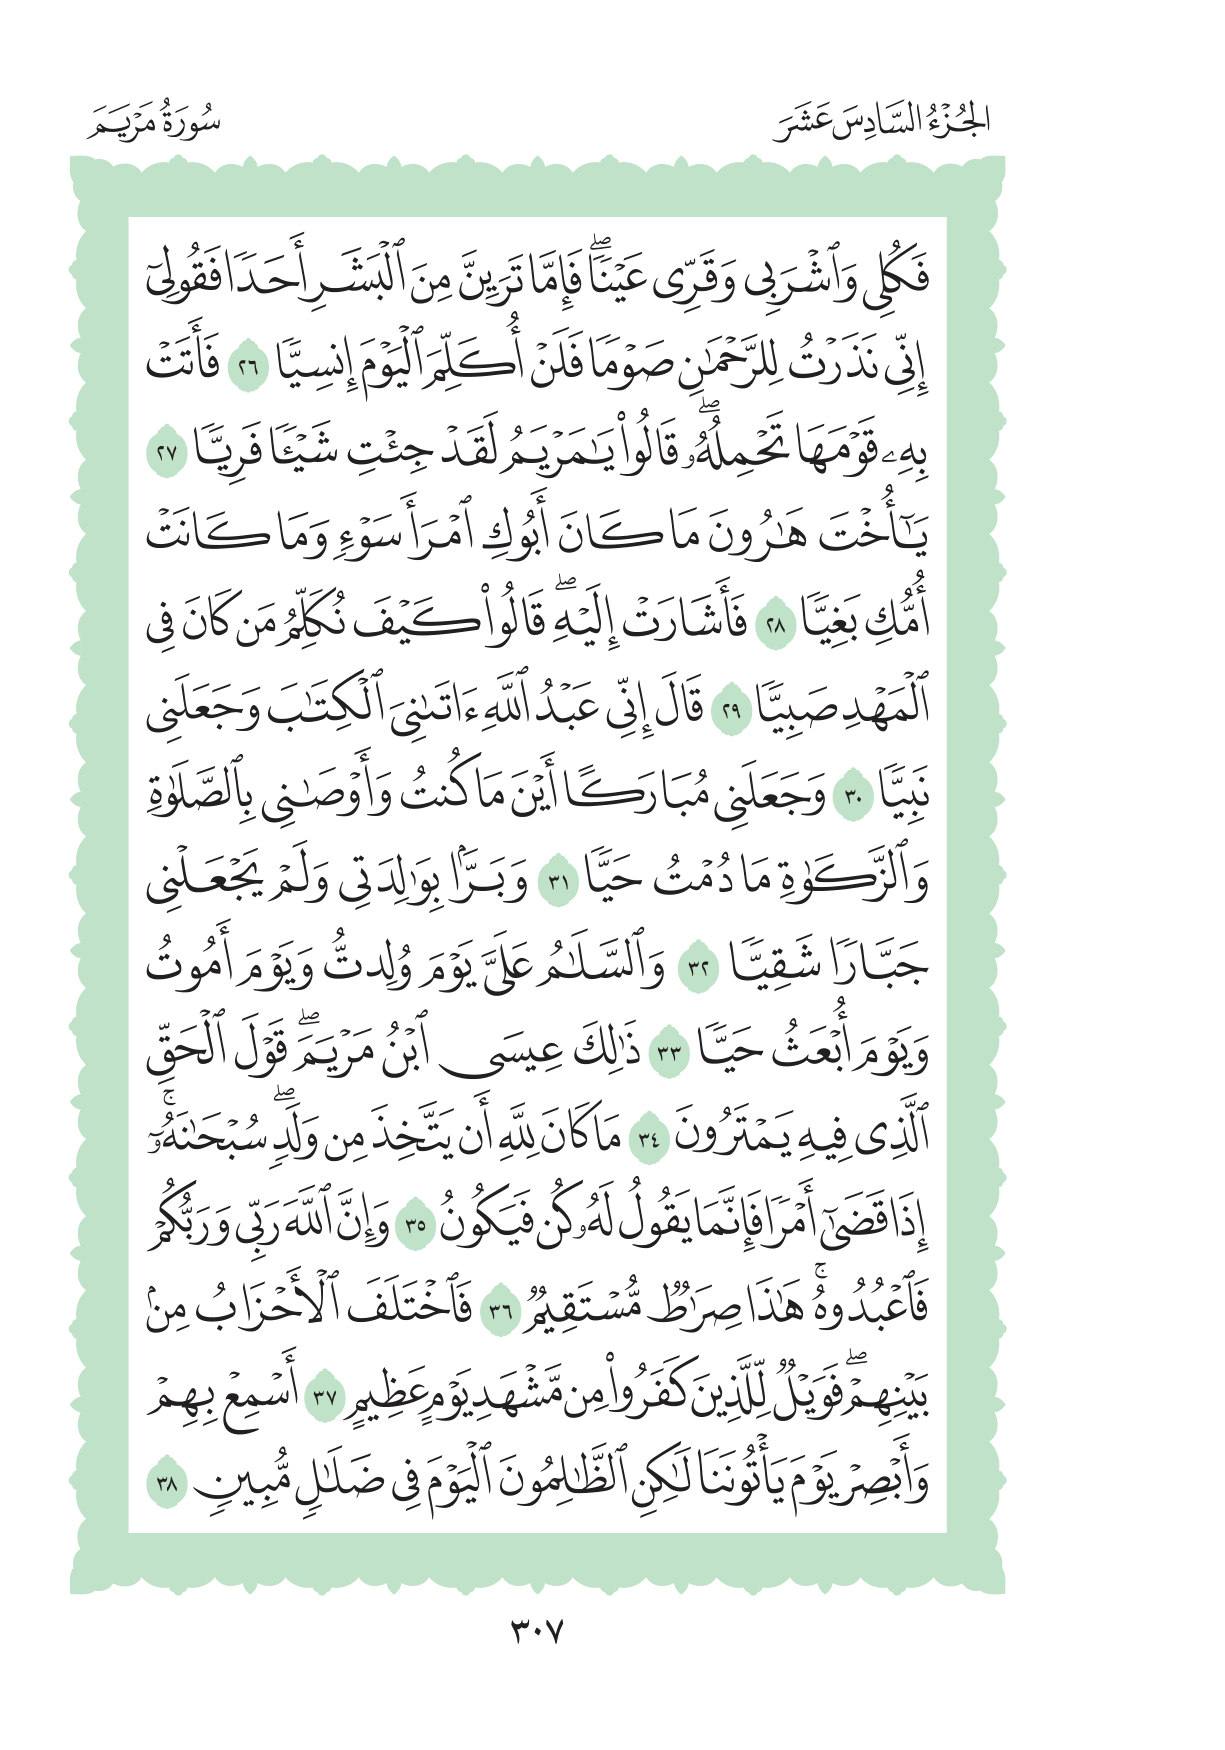 الجُزْءُ السَّادِسَ عَشَرَ
سُورَةُ مَرْيَمَ
فَكُلِي وَٱشْرَبِي وَقَرِّي عَيْنٗاۖ فَإِمَّا تَرَيِنَّ مِنَ ٱلْبَشَرِ أَحَدٗا فَقُولِيٓ
إِنِّي نَذَرْتُ لِلرَّحْمَٰنِ صَوْمٗا فَلَنْ أُكَلِّمَ ٱلْيَوْمَ إِنسِيّٗا ٢٦ فَأَتَتْ
بِهِۦ قَوْمَهَا تَحْمِلُهُۥۖ قَالُواْ يَٰمَرْيَمُ لَقَدْ جِئْتِ شَيْـٔٗا فَرِيّٗا ٢٧
يَٰٓأُخْتَ هَٰرُونَ مَا كَانَ أَبُوكِ ٱمْرَأَ سَوْءٖ وَمَا كَانَتْ
أُمُّكِ بَغِيّٗا ٢٨ فَأَشَارَتْ إِلَيْهِۖ قَالُواْ كَيْفَ نُكَلِّمُ مَن كَانَ فِي
ٱلْمَهْدِ صَبِيّٗا ٢٩ قَالَ إِنِّي عَبْدُ ٱللَّهِ ءَاتَىٰنِيَ ٱلْكِتَٰبَ وَجَعَلَنِي
نَبِيّٗا ٣٠ وَجَعَلَنِي مُبَارَكًا أَيْنَ مَا كُنتُ وَأَوْصَٰنِي بِٱلصَّلَوٰةِ
وَٱلزَّكَوٰةِ مَا دُمْتُ حَيّٗا ٣١ وَبَرَّۢا بِوَٰلِدَتِي وَلَمْ يَجْعَلْنِي
جَبَّارٗا شَقِيّٗا ٣٢ وَٱلسَّلَٰمُ عَلَيَّ يَوْمَ وُلِدتُّ وَيَوْمَ أَمُوتُ
وَيَوْمَ أُبْعَثُ حَيّٗا ٣٣ ذَٰلِكَ عِيسَى ٱبْنُ مَرْيَمَۖ قَوْلَ ٱلْحَقِّ
ٱلَّذِي فِيهِ يَمْتَرُونَ ٣٤ مَا كَانَ لِلَّهِ أَن يَتَّخِذَ مِن وَلَدٖۖ سُبْحَٰنَهُۥٓۚ
إِذَا قَضَىٰٓ أَمْرٗا فَإِنَّمَا يَقُولُ لَهُۥ كُن فَيَكُونُ ٣٥ وَإِنَّ ٱللَّهَ رَبِّي وَرَبُّكُمْ
فَٱعْبُدُوهُۚ هَٰذَا صِرَٰطٞ مُّسْتَقِيمٞ ٣٦ فَٱخْتَلَفَ ٱلْأَحْزَابُ مِنۢ
بَيْنِهِمْۖ فَوَيْلٞ لِّلَّذِينَ كَفَرُواْ مِن مَّشْهَدِ يَوْمٍ عَظِيمٍ ٣٧ أَسْمِعْ بِهِمْ
وَأَبْصِرْ يَوْمَ يَأْتُونَنَا لَٰكِنِ ٱلظَّٰلِمُونَ ٱلْيَوْمَ فِي ضَلَٰلٖ مُّبِينٖ ٣٨
٣٠٧